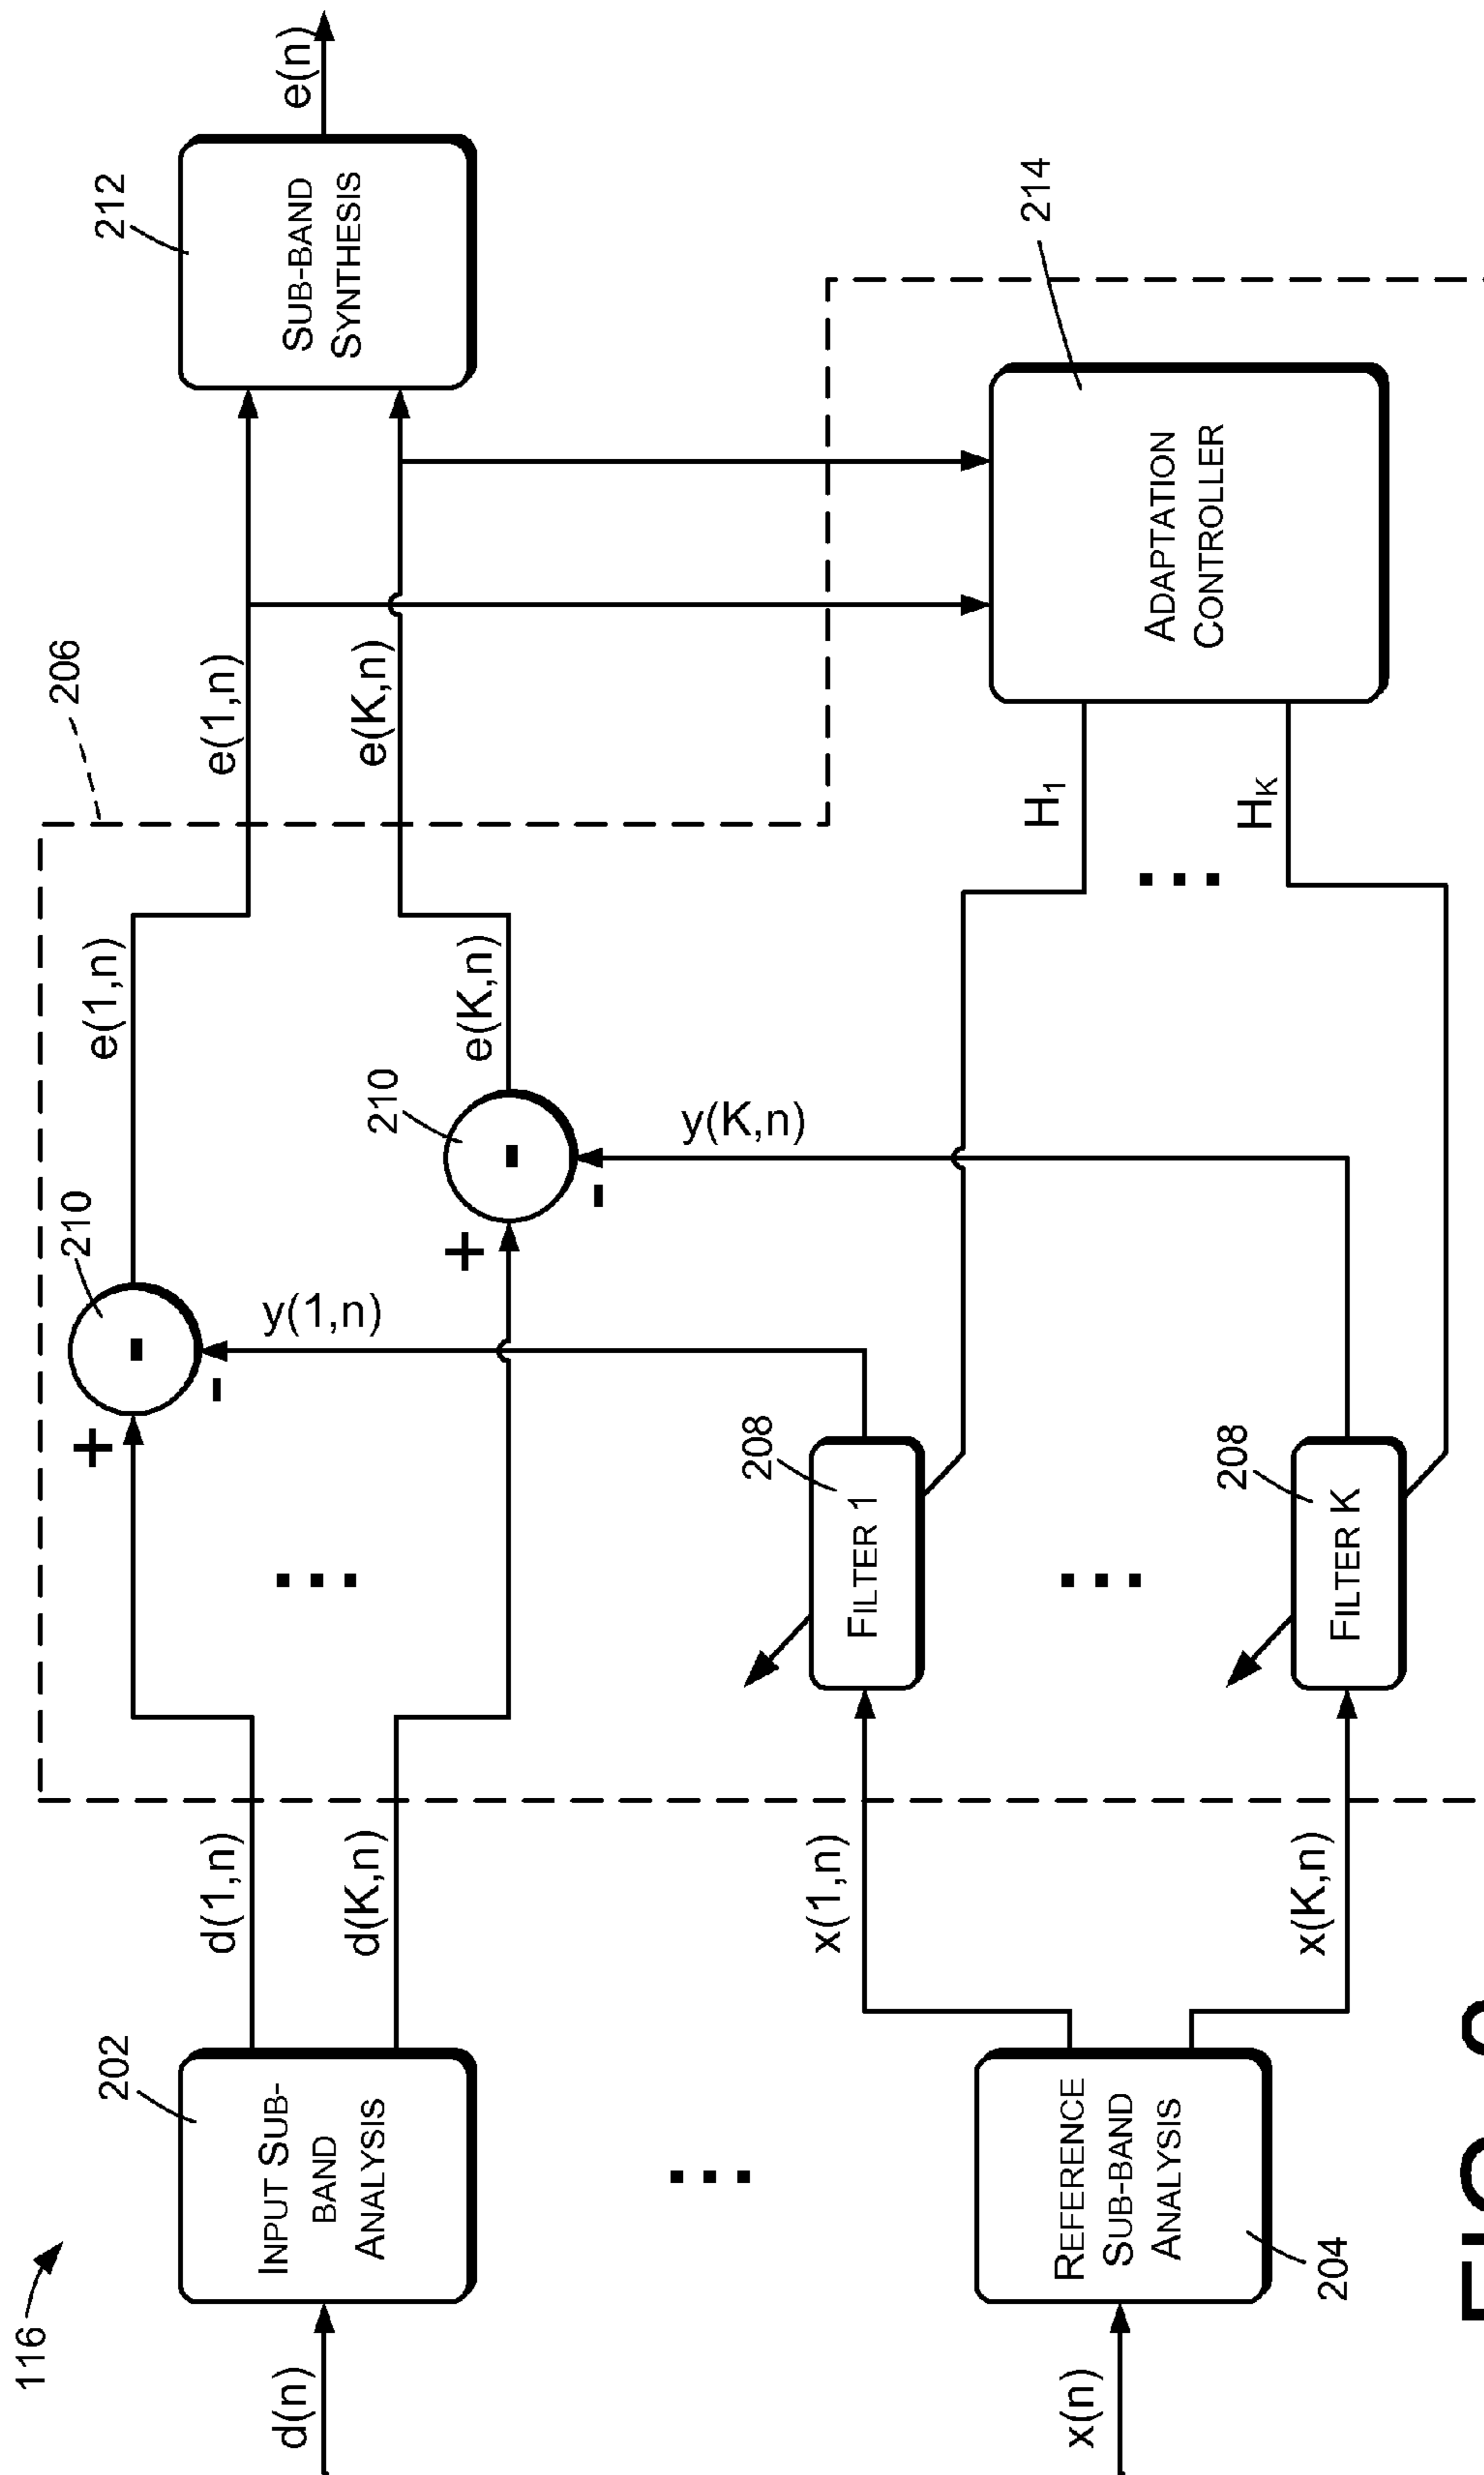 116
d(n)
202
INPUT SUB-
BAND
ANALYSIS
d(1,n)
d(K,n)
+
-
-
210
e(1,n)
206
e(1,n)
e(K,n)
212
SUB-BAND
SYNTHESIS
e(n)
...
y(1,n)
+
-
-
210
e(K,n)
y(K,n)
...
x(n)
REFERENCE
SUB-BAND
ANALYSIS
204
x(1,n)
x(K,n)
208
FILTER 1
...
208
FILTER K
H1
...
HK
ADAPTATION
CONTROLLER
214